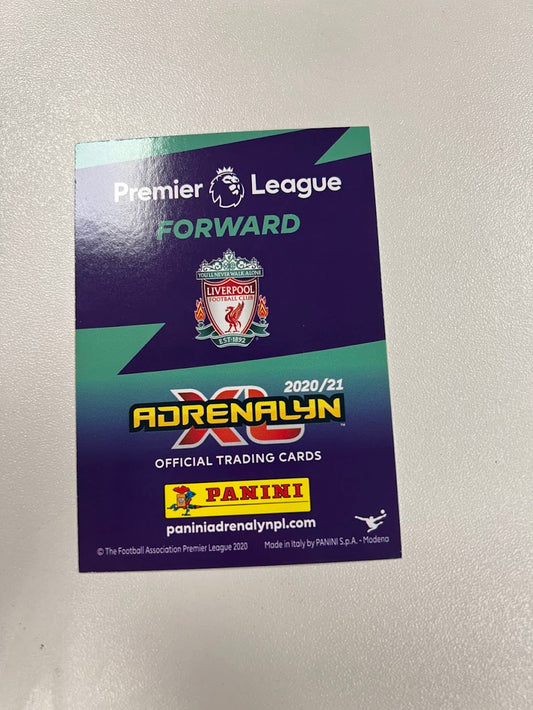 Premier League
FORWARD
YOU'LL NEVER WALK ALONE
LIVERPOOL
FOOTBALL CLUB
EST·1892
2020/21
ADRENALYN
XL
™
OFFICIAL TRADING CARDS
PANINI
paniniadrenalynpl.com
© The Football Association Premier League 2020 Made in Italy by PANINI S.p.A. - Modena